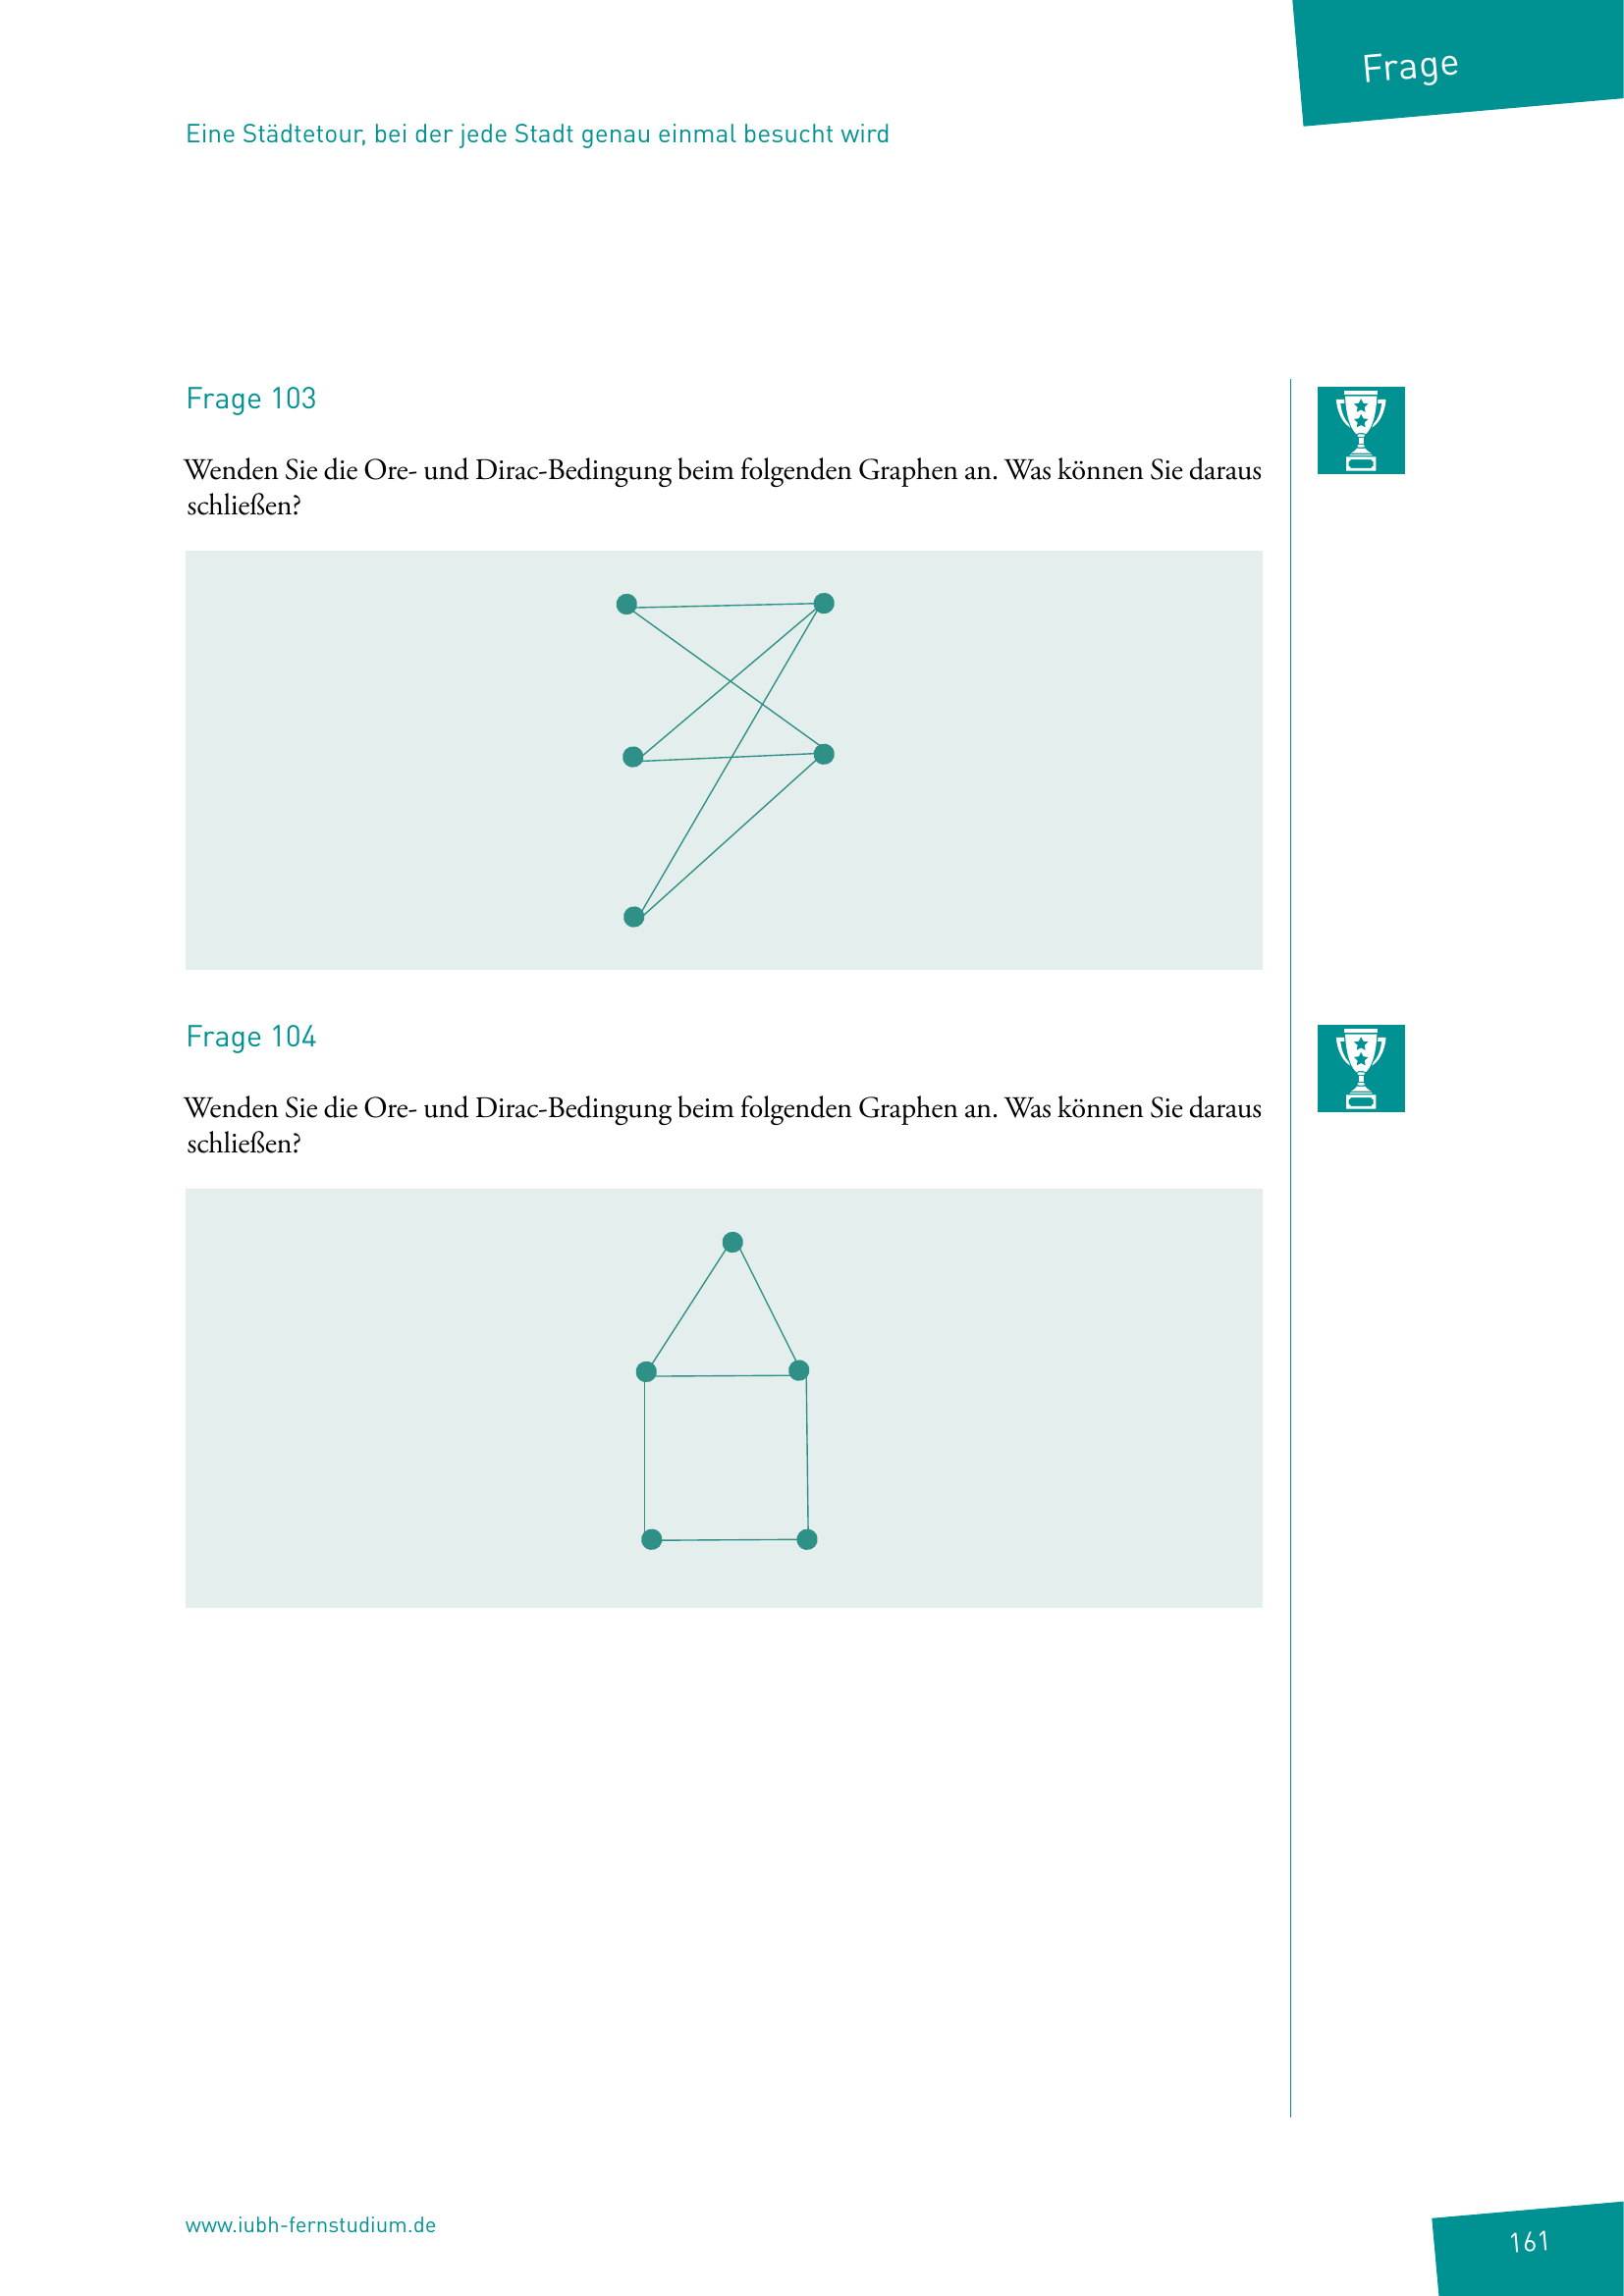 Frage
Eine Städtetour, bei der jede Stadt genau einmal besucht wird
Frage 103
Wenden Sie die Ore- und Dirac-Bedingung beim folgenden Graphen an. Was können Sie daraus
schließen?
Frage 104
Wenden Sie die Ore- und Dirac-Bedingung beim folgenden Graphen an. Was können Sie daraus
schließen?
www.iubh-fernstudium.de
161